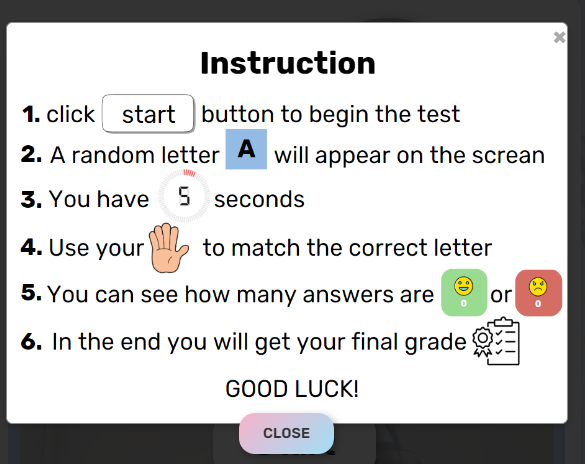 Instruction
1. click start button to begin the test
2. A random letter A will appear on the screan
3. You have 5 seconds
4. Use your to match the correct letter
5. You can see how many answers are 0 or 0
6. In the end you will get your final grade
GOOD LUCK!
CLOSE